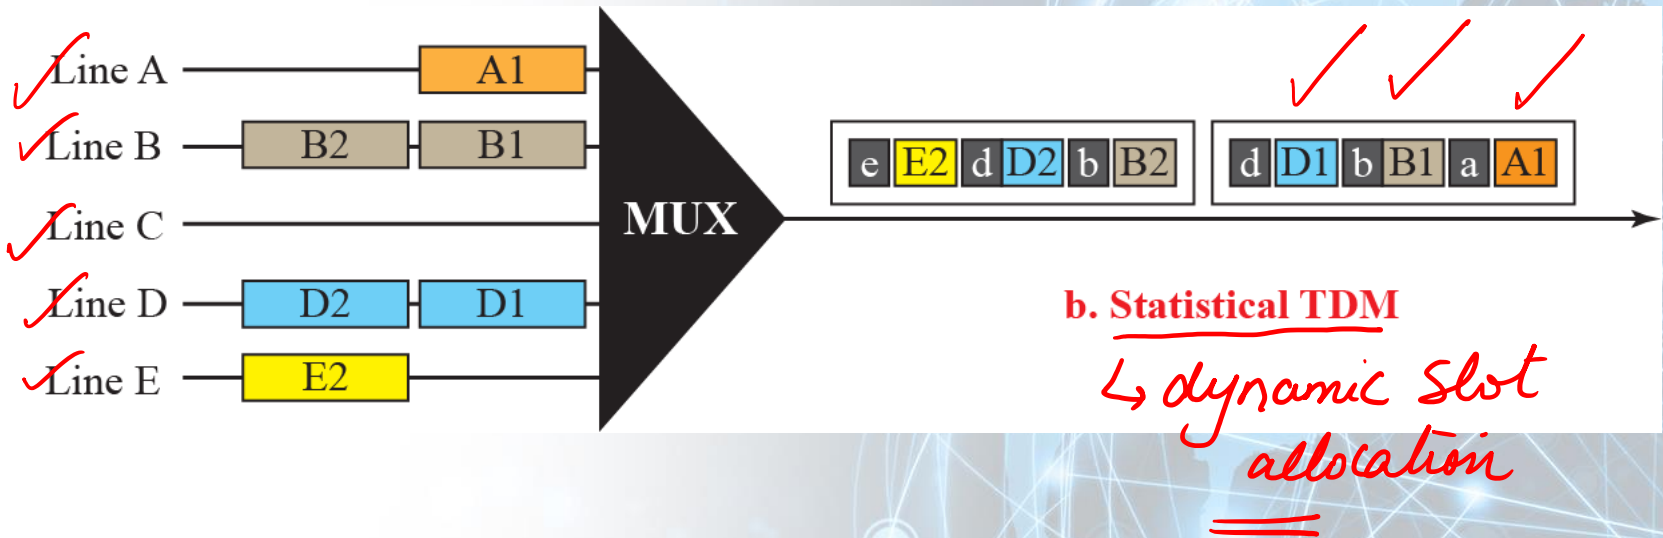 Line A A1
Line B B2 B1
e E2 d D2 b B2 d D1 b B1 a A1
Line C
MUX
Line D D2 D1
b. Statistical TDM
Line E E2
↳ dynamic slot
allocation